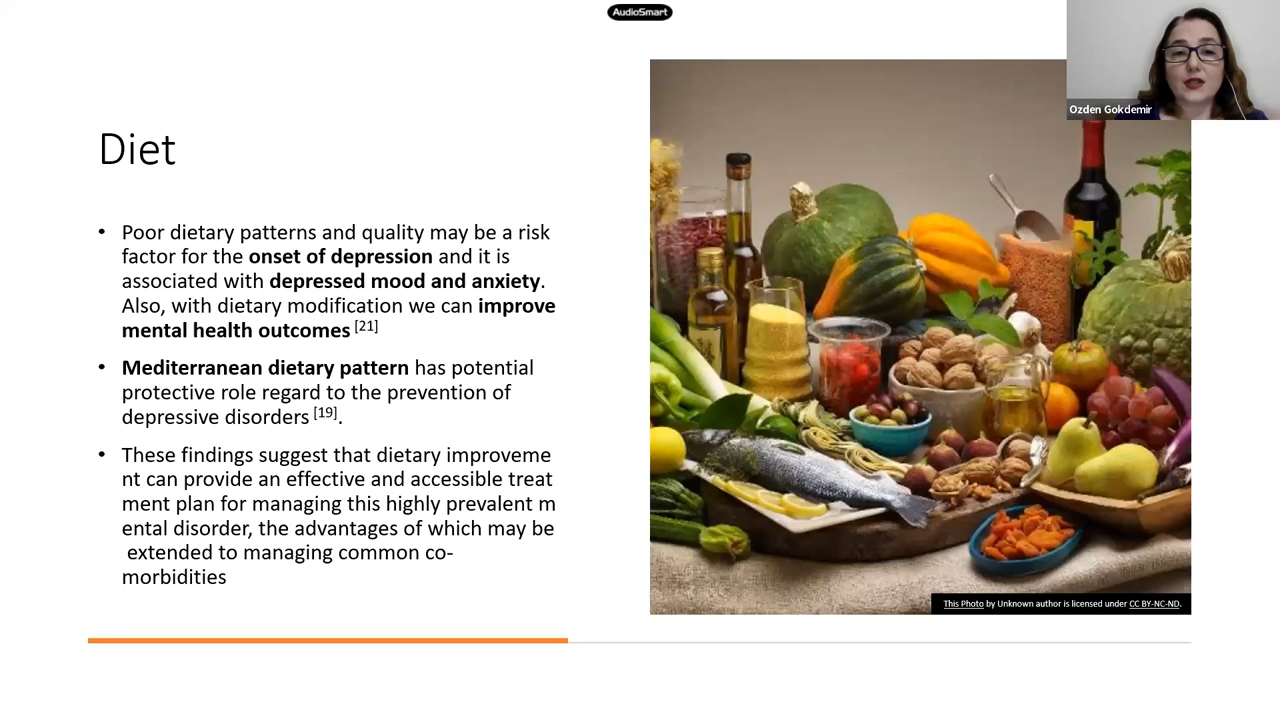 AudioSmart
Ozden Gokdemir
Diet
• Poor dietary patterns and quality may be a risk
factor for the onset of depression and it is
associated with depressed mood and anxiety.
Also, with dietary modification we can improve
mental health outcomes [21]
• Mediterranean dietary pattern has potential
protective role regard to the prevention of
depressive disorders [19].
• These findings suggest that dietary improveme
nt can provide an effective and accessible treat
ment plan for managing this highly prevalent m
ental disorder, the advantages of which may be
extended to managing common co-
morbidities
This Photo by Unknown author is licensed under CC BY-NC-ND.